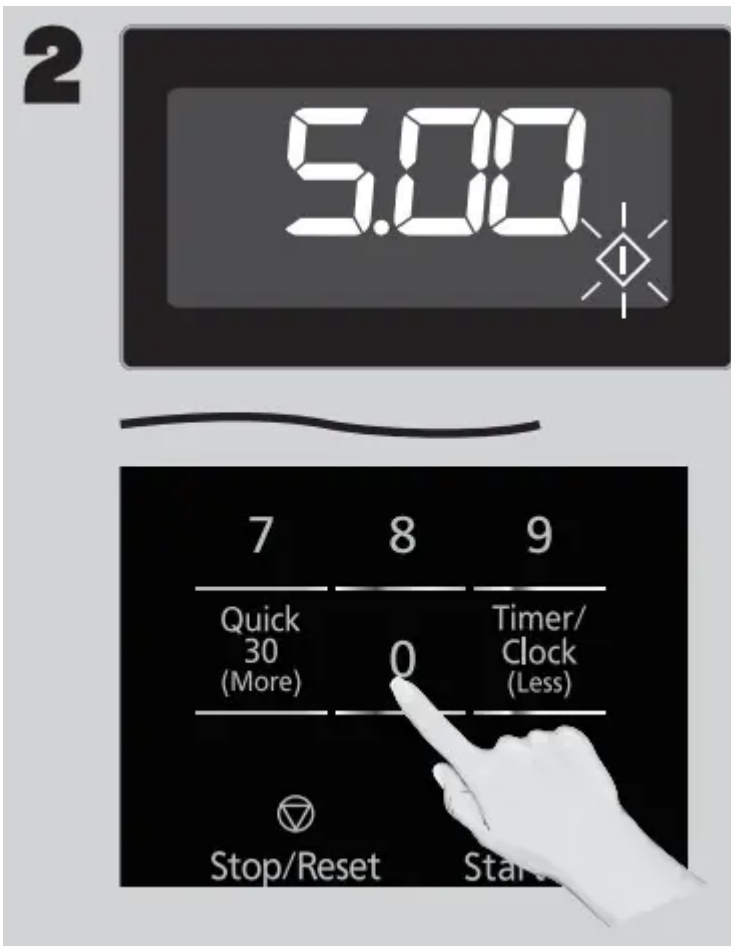 2
5.00
7 8 9
Quick
30
(More)
0
Timer/
Clock
(Less)
Stop/Reset